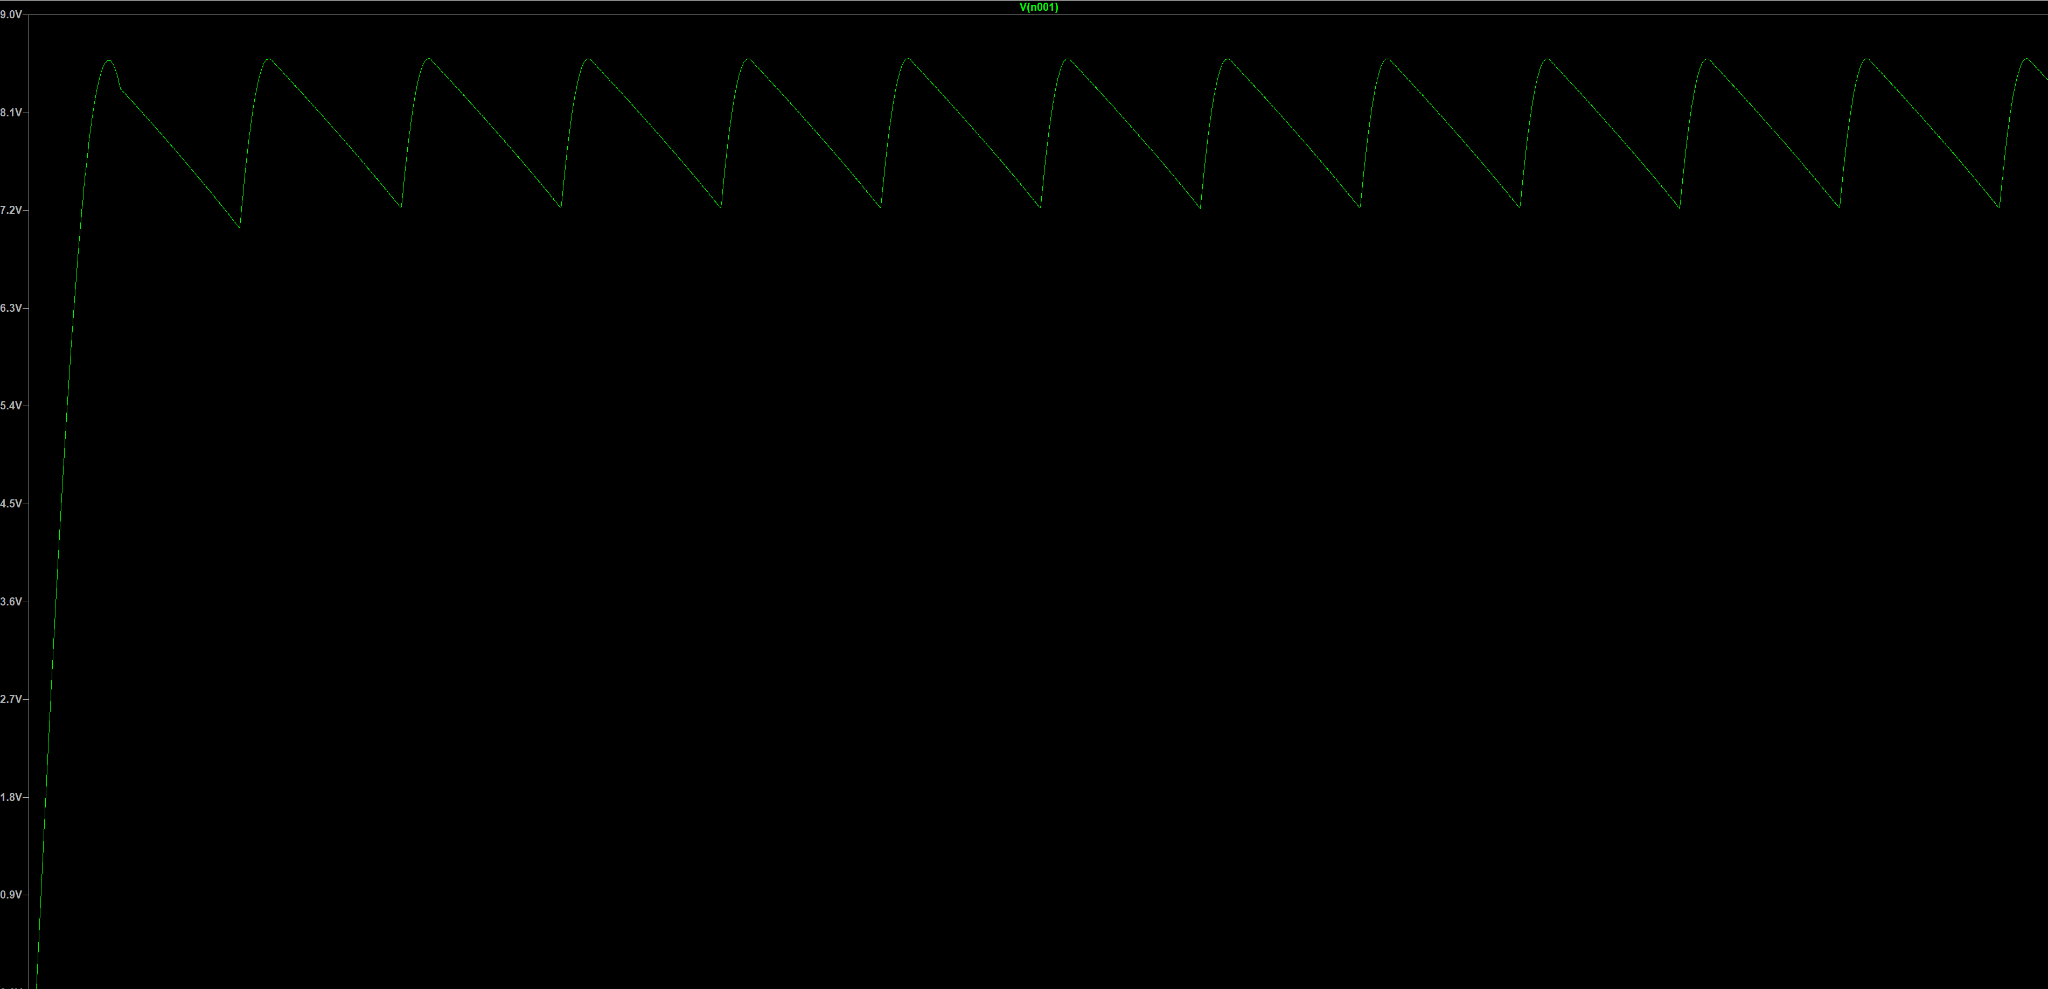 V(n001)
9.0V
8.1V
7.2V
6.3V
5.4V
4.5V
3.6V
2.7V
1.8V
0.9V